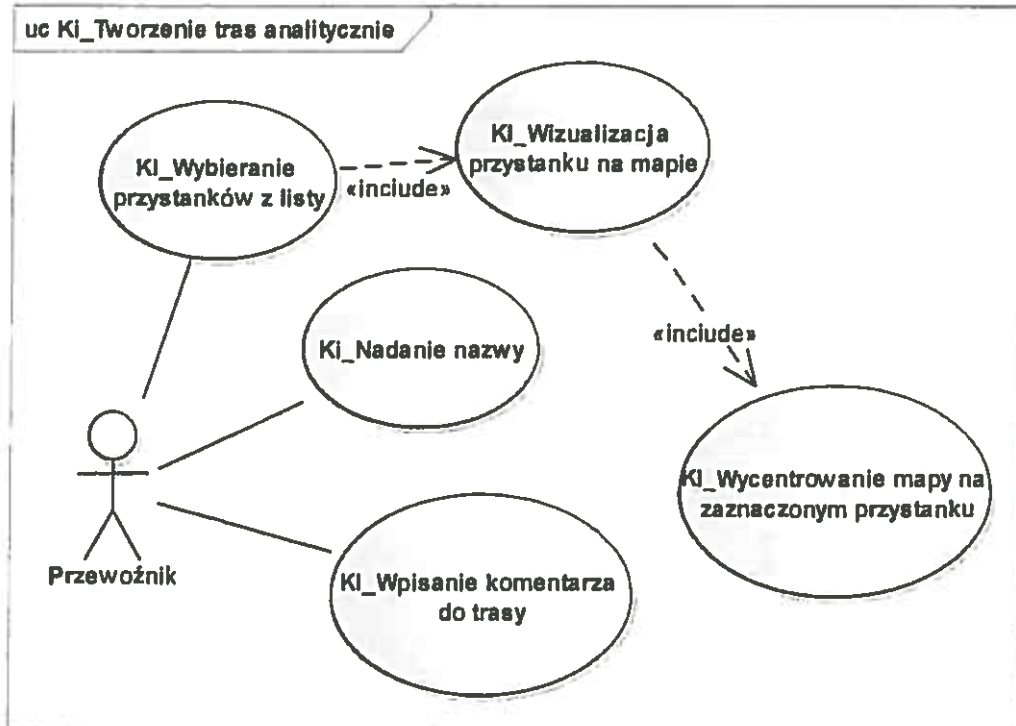 uc Ki_Tworzenie tras analitycznie
KI_Wybieranie
przystanków z listy
«include»
KI_Wizualizacja
przystanku na mapie
«include»
Ki_Nadanie nazwy
KI_Wycentrowanie mapy na
zaznaczonym przystanku
Przewoźnik
KI_Wpisanie komentarza
do trasy